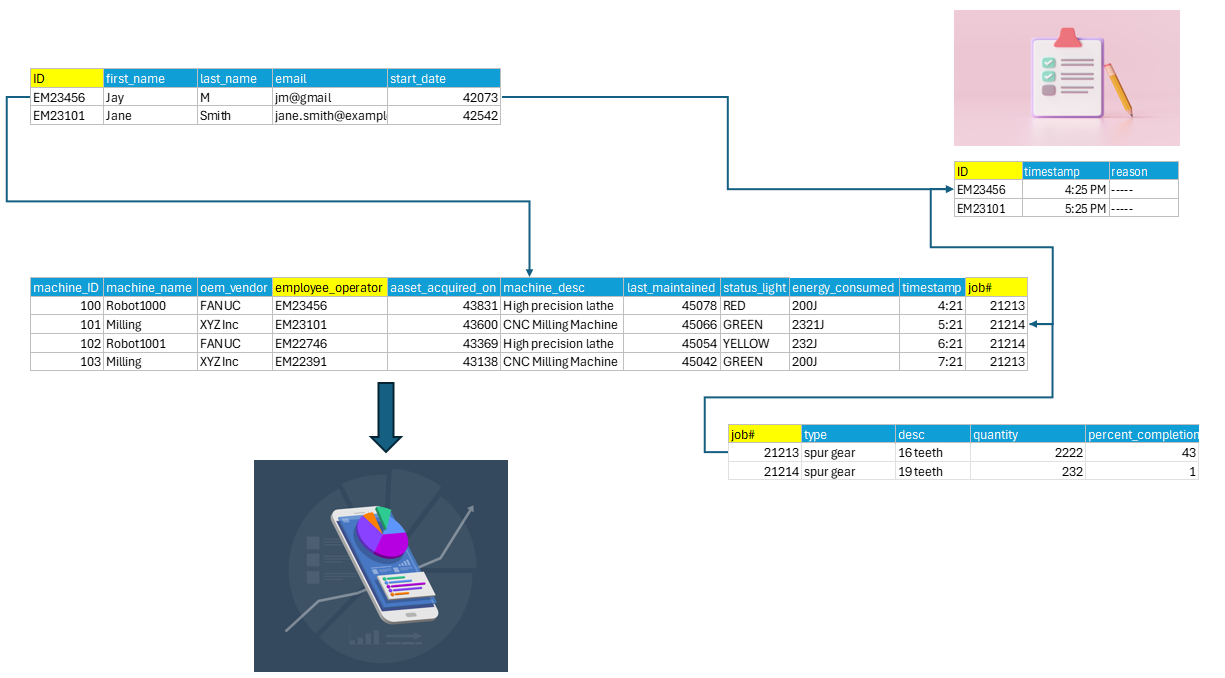 ID first_name last_name email start_date
EM23456 Jay M jm@gmail 42073
EM23101 Jane Smith jane.smith@exampl 42542
ID timestamp reason
EM23456 4:25 PM -----
EM23101 5:25 PM -----
machine_ID machine_name oem_vendor employee_operator aaset_acquired_on machine_desc last_maintained status_light energy_consumed timestamp job#
100 Robot1000 FANUC EM23456 43831 High precision lathe 45078 RED 200J 4:21 21213
101 Milling XYZ Inc EM23101 43600 CNC Milling Machine 45066 GREEN 2321J 5:21 21214
102 Robot1001 FANUC EM22746 43369 High precision lathe 45054 YELLOW 232J 6:21 21214
103 Milling XYZ Inc EM22391 43138 CNC Milling Machine 45042 GREEN 200J 7:21 21213
job# type desc quantity percent_completion
21213 spur gear 16 teeth 2222 43
21214 spur gear 19 teeth 232 1